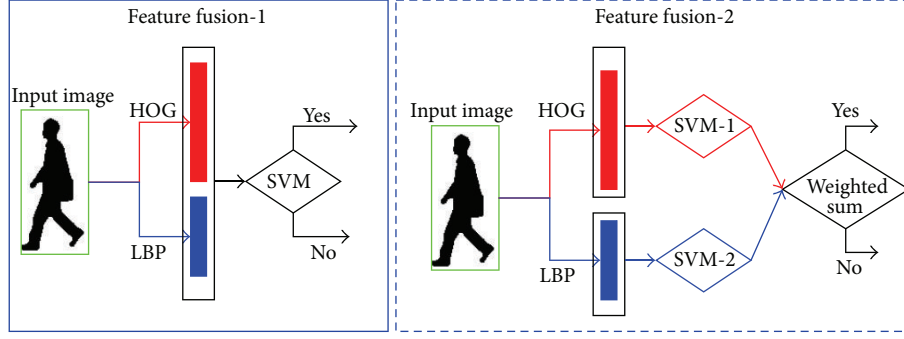 Feature fusion-1
Input image
HOG
LBP
SVM
Yes
No
Feature fusion-2
Input image
HOG
LBP
SVM-1
SVM-2
Weighted
sum
Yes
No